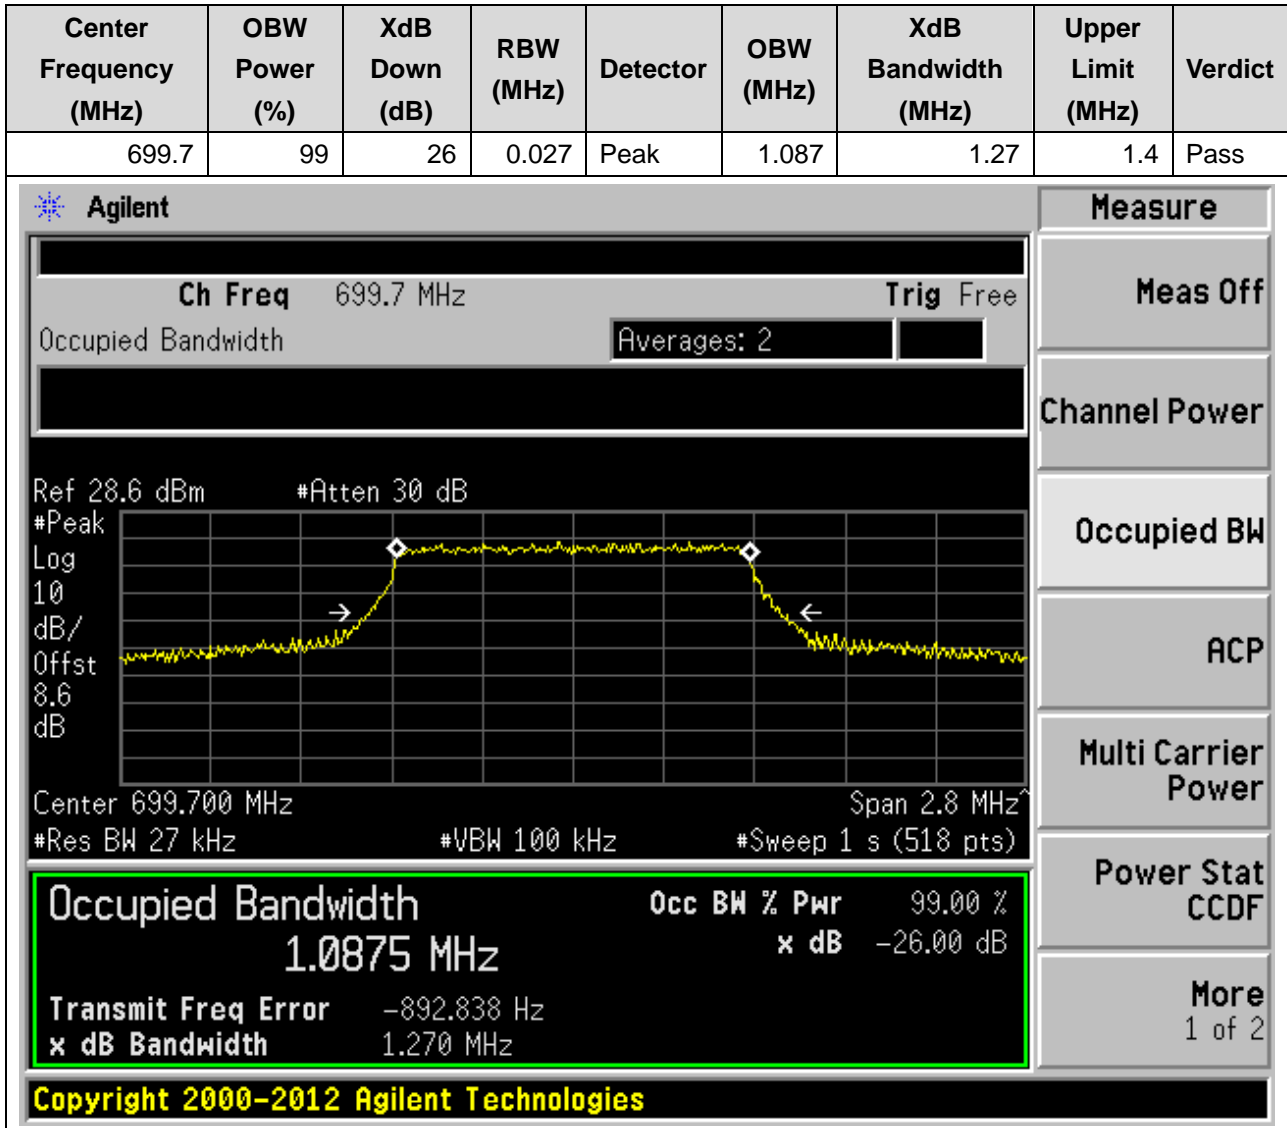 Center Frequency (MHz) OBW Power (%) XdB Down (dB) RBW (MHz) Detector OBW (MHz) XdB Bandwidth (MHz) Upper Limit (MHz) Verdict
699.7 99 26 0.027 Peak 1.087 1.27 1.4 Pass
Agilent
Measure
Ch Freq 699.7 MHz Trig Free
Meas Off
Occupied Bandwidth Averages: 2
Channel Power
Ref 28.6 dBm #Atten 30 dB
#Peak
Log
10
dB/
Offst
8.6
dB
Occupied BW
ACP
Multi Carrier
Power
Center 699.700 MHz Span 2.8 MHz^
#Res BW 27 kHz #VBW 100 kHz #Sweep 1 s (518 pts)
Power Stat
CCDF
Occupied Bandwidth Occ BW % Pwr 99.00 %
1.0875 MHz x dB -26.00 dB
Transmit Freq Error -892.838 Hz
x dB Bandwidth 1.270 MHz
More
1 of 2
Copyright 2000-2012 Agilent Technologies